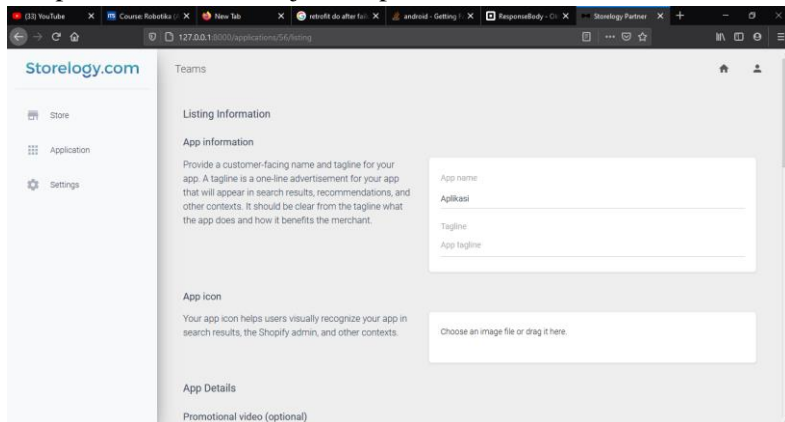 (33) YouTube
Course: Robotika (
New Tab
retrofit do after fail
android - Getting
ResponseBody - O
Storelogy Partner
127.0.0.1:8000/applications/56/listing
Storelogy.com
Teams
Store
Application
Settings
Listing Information
App information
Provide a customer-facing name and tagline for your
app. A tagline is a one-line advertisement for your app
that will appear in search results, recommendations, and
other contexts. It should be clear from the tagline what
the app does and how it benefits the merchant.
App name
Aplikasi
Tagline
App tagline
App icon
Your app icon helps users visually recognize your app in
search results, the Shopify admin, and other contexts.
Choose an image file or drag it here.
App Details
Promotional video (optional)